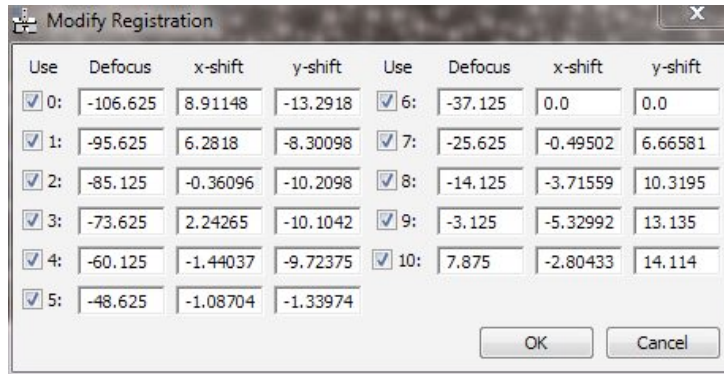 Modify Registration
X
Use Defocus x-shift y-shift Use Defocus x-shift y-shift
0: -106.625 8.91148 -13.2918 6: -37.125 0.0 0.0
1: -95.625 6.2818 -8.30098 7: -25.625 -0.49502 6.66581
2: -85.125 -0.36096 -10.2098 8: -14.125 -3.71559 10.3195
3: -73.625 2.24265 -10.1042 9: -3.125 -5.32992 13.135
4: -60.125 -1.44037 -9.72375 10: 7.875 -2.80433 14.114
5: -48.625 -1.08704 -1.33974
OK Cancel